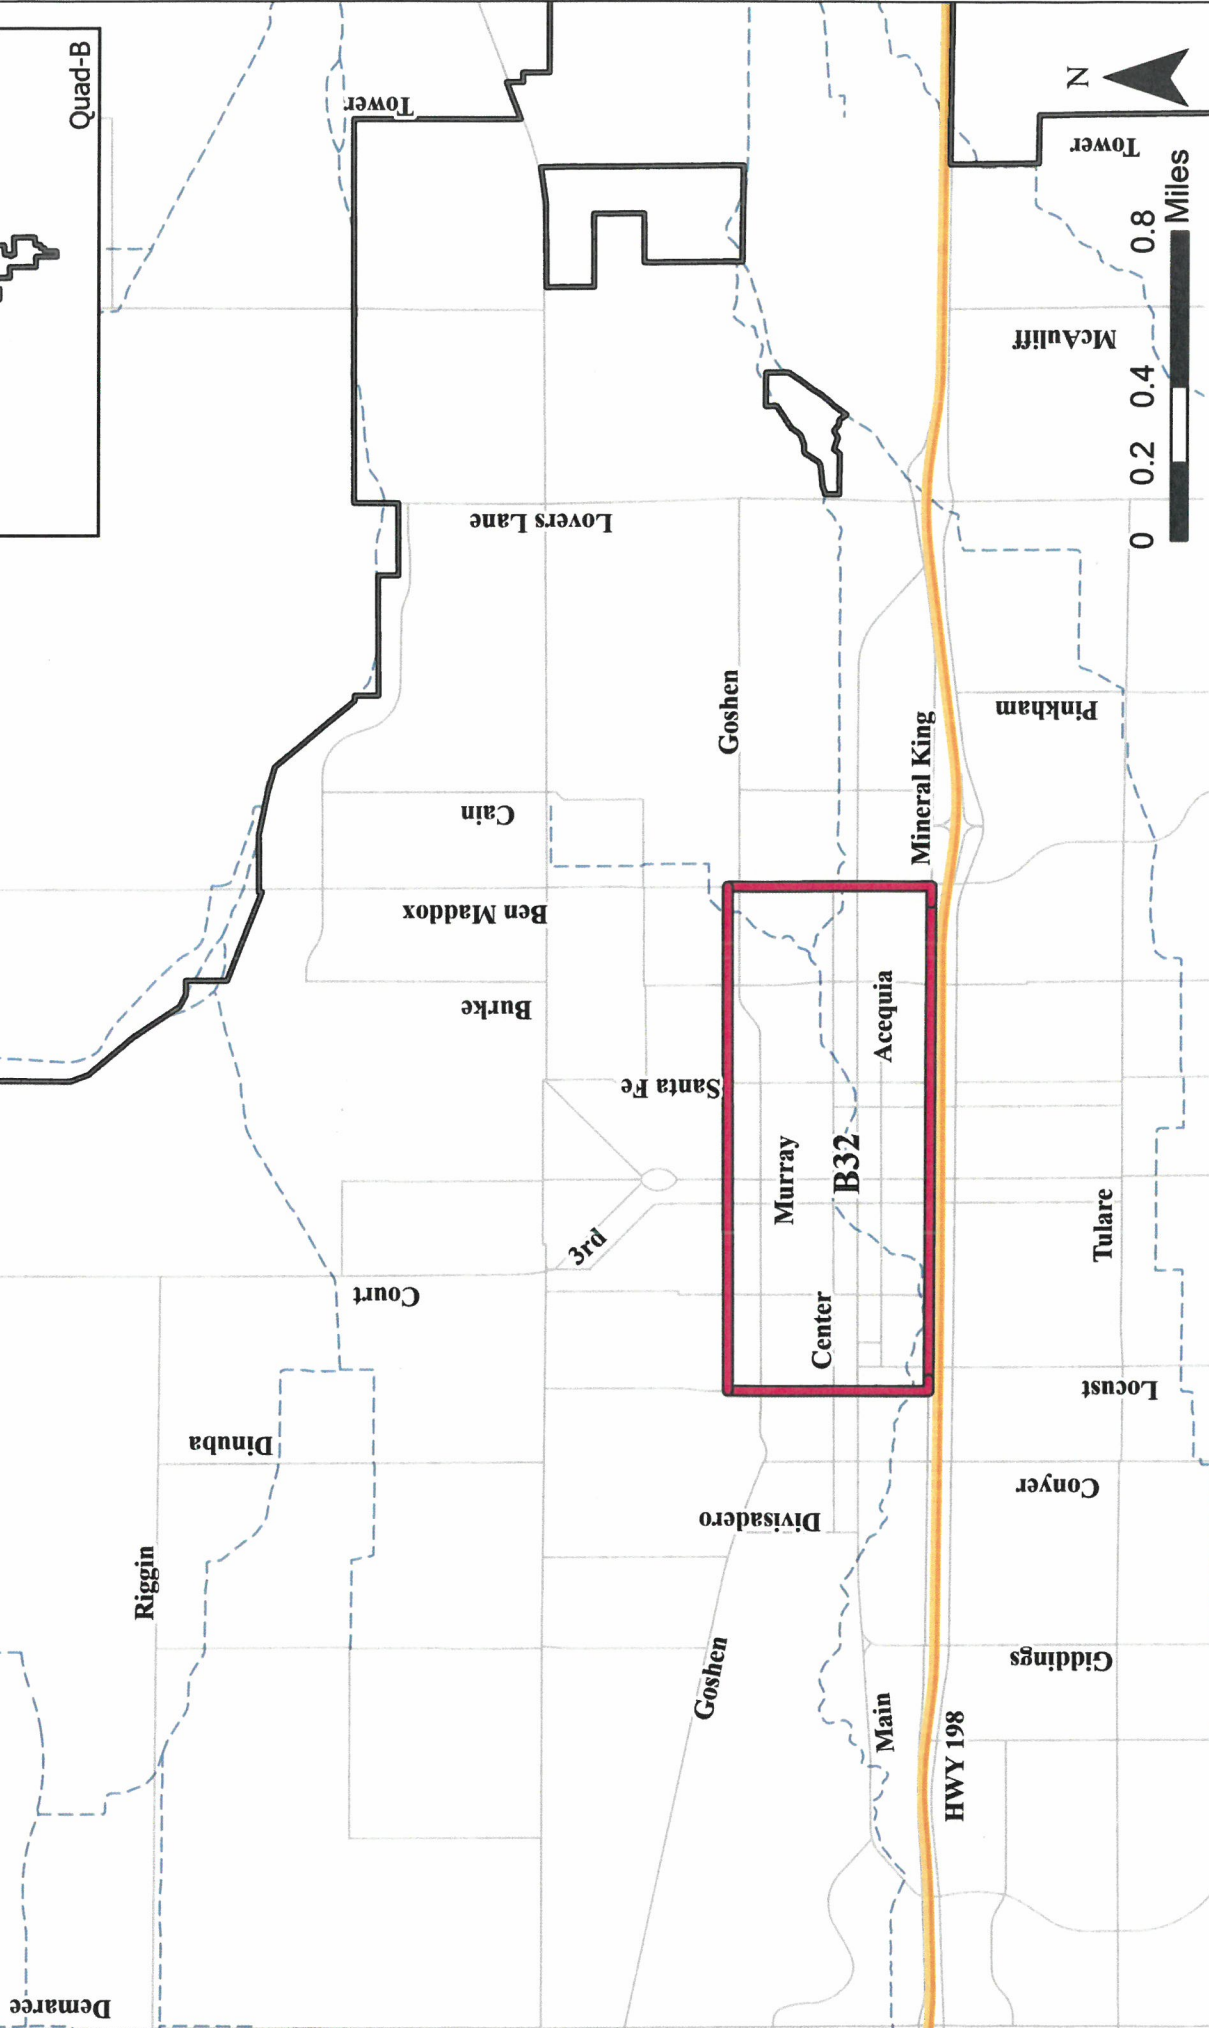 Quad-B
Tower
N
Tower
Miles
0
0.2
0.4
0.8
McAuliff
Lovers Lane
Goshen
Pinkham
Mineral King
Cain
Ben Maddox
Burke
Acequia
Santa Fe
Murray
B32
3rd
Tulare
Court
Center
Locust
Dinuba
Conyer
Divisadero
Riggin
Giddings
Goshen
Main
HWY 198
Demaree